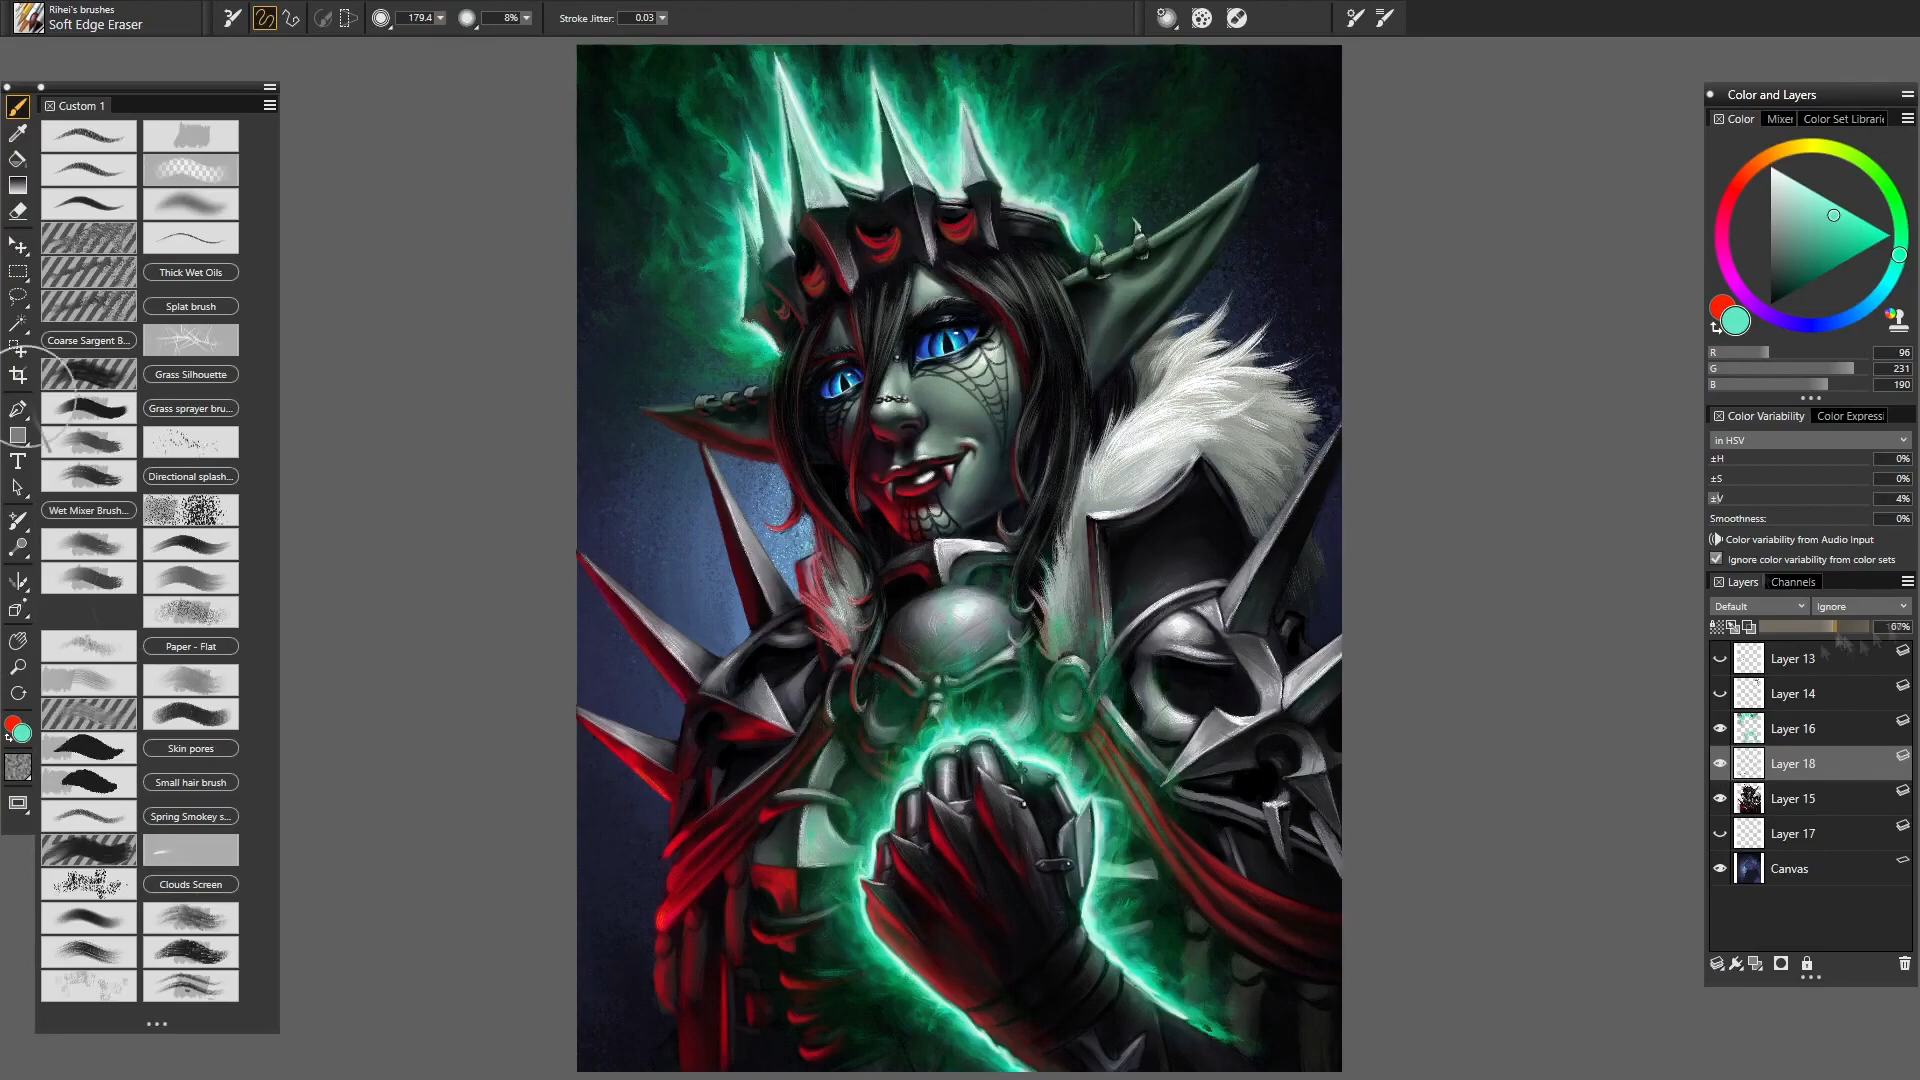 Rihei's brushes
Soft Edge Eraser
179.4
8%
Stroke Jitter:
0.03
Custom 1
Thick Wet Oils
Splat brush
Coarse Sargent B...
Grass Silhouette
Grass sprayer bru...
Directional splash...
Wet Mixer Brush...
Paper - Flat
Skin pores
Small hair brush
Spring Smokey s...
Clouds Screen
Color and Layers
Color
Mixer
Color Set Librari
R
96
G
231
B
190
Color Variability
Color Expressi
in HSV
±H
0%
±S
0%
±V
4%
Smoothness:
0%
Color variability from Audio Input
Ignore color variability from color sets
Layers
Channels
Default
Ignore
67%
Layer 13
Layer 14
Layer 16
Layer 18
Layer 15
Layer 17
Canvas